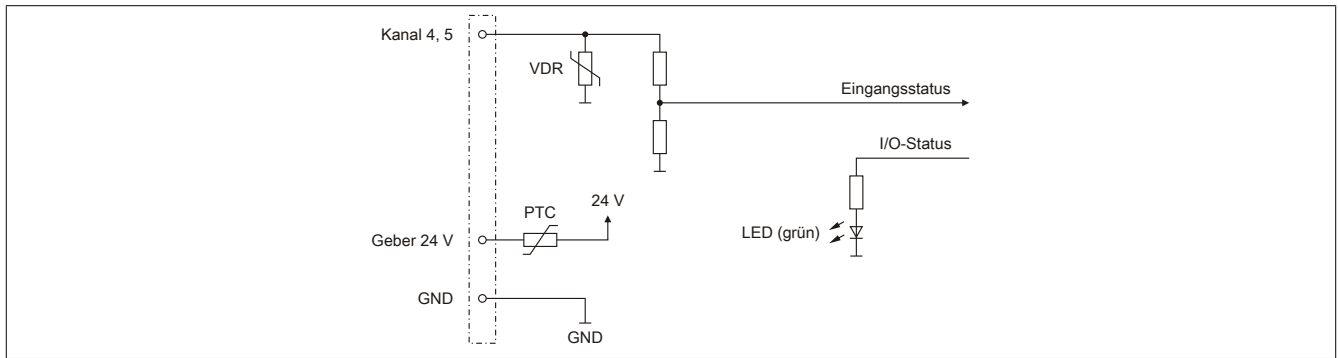 Kanal 4, 5
VDR
Eingangsstatus
I/O-Status
24 V
PTC
LED (grün)
Geber 24 V
GND
GND